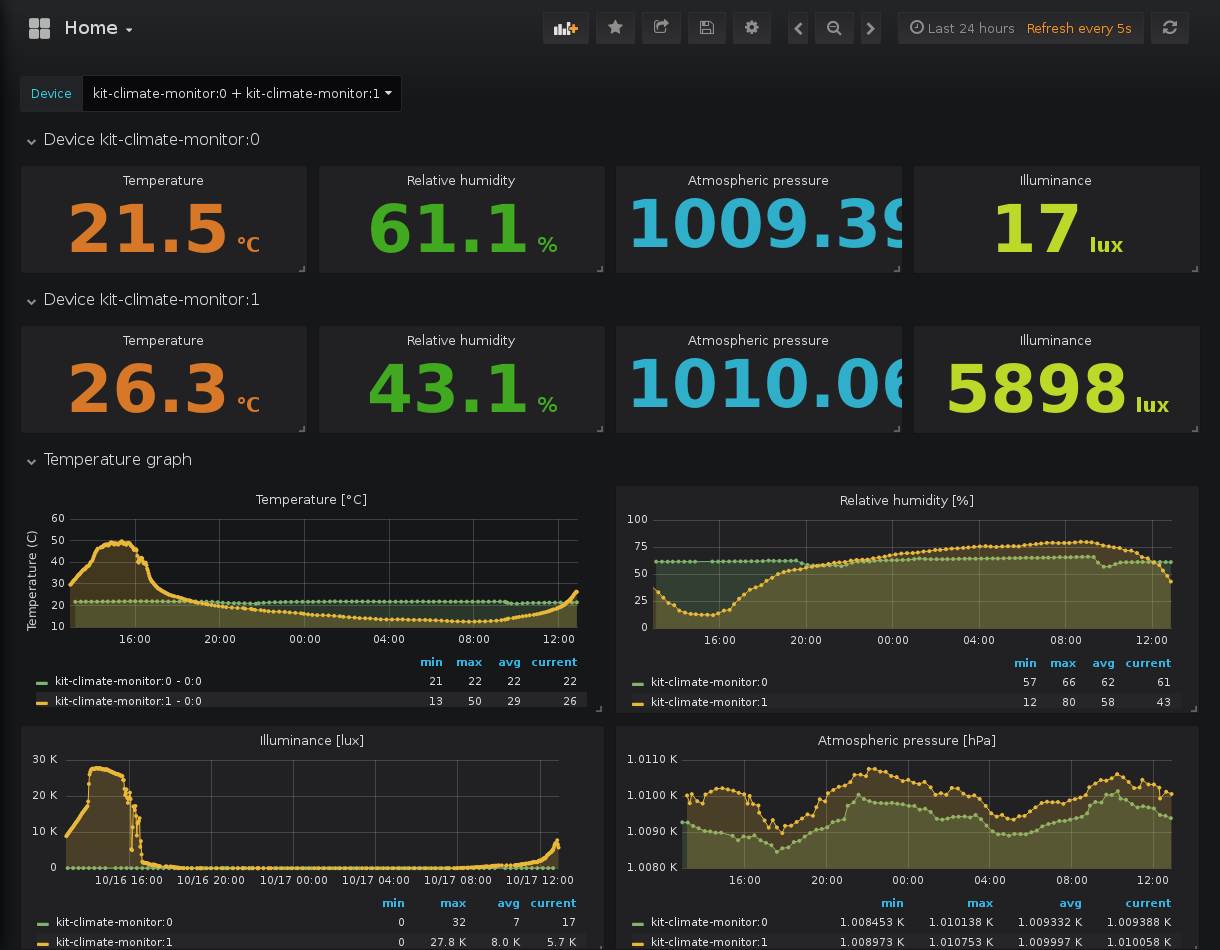 Home
Last 24 hours Refresh every 5s
Device kit-climate-monitor:0 + kit-climate-monitor:1
Device kit-climate-monitor:0
Temperature Relative humidity Atmospheric pressure Illuminance
21.5 °C 61.1 % 1009.39 17 lux
Device kit-climate-monitor:1
Temperature Relative humidity Atmospheric pressure Illuminance
26.3 °C 43.1 % 1010.06 5898 lux
Temperature graph
Temperature [°C]
Temperature (C)
60
50
40
30
20
10
16:00 20:00 00:00 04:00 08:00 12:00
min max avg current
kit-climate-monitor:0 - 0:0 21 22 22 22
kit-climate-monitor:1 - 0:0 13 50 29 26
Relative humidity [%]
100
75
50
25
0
16:00 20:00 00:00 04:00 08:00 12:00
min max avg current
kit-climate-monitor:0 57 66 62 61
kit-climate-monitor:1 12 80 58 43
Illuminance [lux]
30 K
20 K
10 K
0
10/16 16:00 10/16 20:00 10/17 00:00 10/17 04:00 10/17 08:00 10/17 12:00
min max avg current
kit-climate-monitor:0 0 32 7 17
kit-climate-monitor:1 0 27.8 K 8.0 K 5.7 K
Atmospheric pressure [hPa]
1.0110 K
1.0100 K
1.0090 K
1.0080 K
16:00 20:00 00:00 04:00 08:00 12:00
min max avg current
kit-climate-monitor:0 1.008453 K 1.010138 K 1.009332 K 1.009388 K
kit-climate-monitor:1 1.008973 K 1.010753 K 1.009997 K 1.010058 K